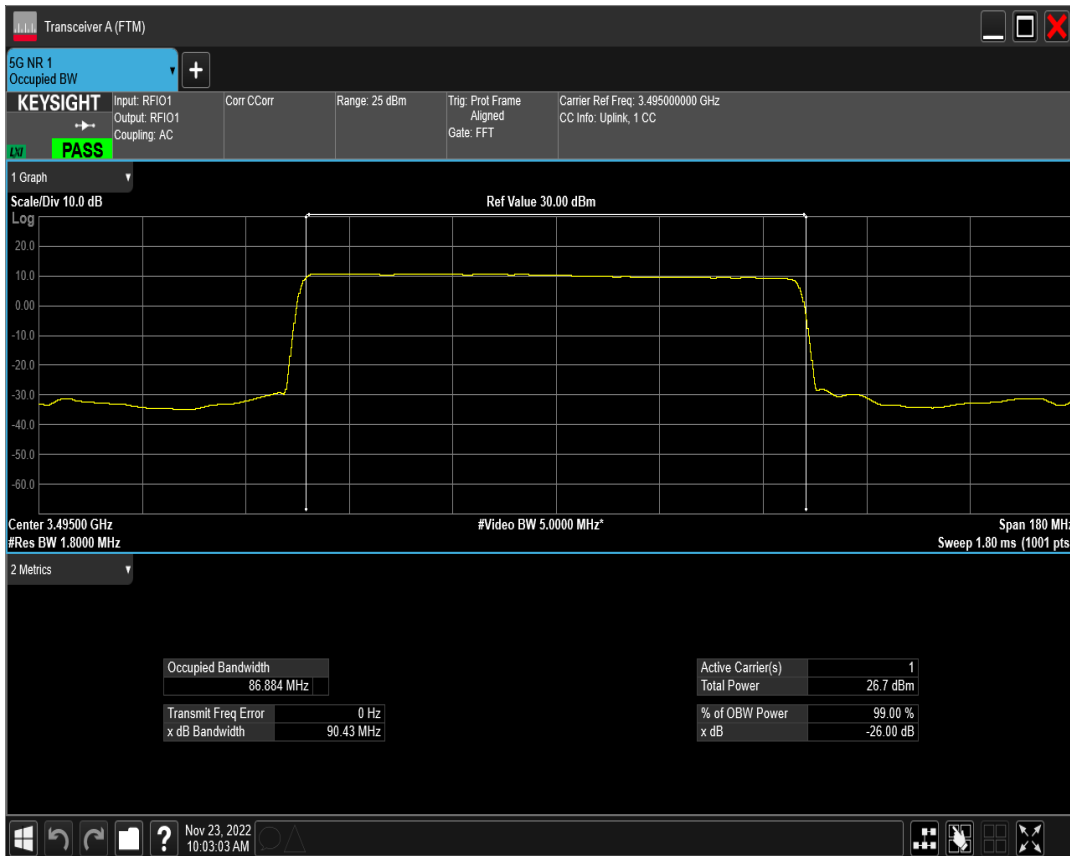 Transceiver A (FTM)
5G NR 1
Occupied BW
+
KEYSIGHT
LXI
PASS
Input: RFIO1
Output: RFIO1
Coupling: AC
Corr CCorr
Range: 25 dBm
Trig: Prot Frame
Aligned
Gate: FFT
Carrier Ref Freq: 3.495000000 GHz
CC Info: Uplink, 1 CC
1 Graph
Scale/Div 10.0 dB
Ref Value 30.00 dBm
Log
20.0
10.0
0.00
-10.0
-20.0
-30.0
-40.0
-50.0
-60.0
Center 3.49500 GHz
#Video BW 5.0000 MHz*
Span 180 MHz
#Res BW 1.8000 MHz
Sweep 1.80 ms (1001 pts
2 Metrics
Occupied Bandwidth
86.884 MHz
Transmit Freq Error 0 Hz
x dB Bandwidth 90.43 MHz
Active Carrier(s) 1
Total Power 26.7 dBm
% of OBW Power 99.00 %
x dB -26.00 dB
?
Nov 23, 2022
10:03:03 AM